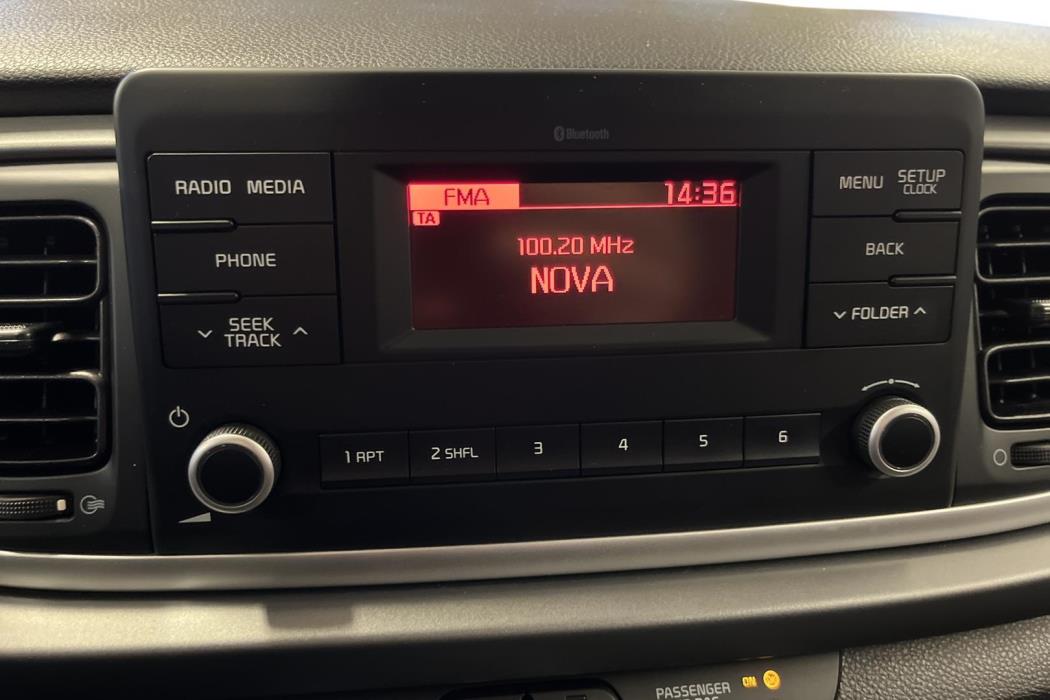 Bluetooth
RADIO MEDIA
FMA 14:36
MENU SETUP
CLOCK
TA
100.20 MHz
NOVA
PHONE
BACK
SEEK
TRACK
FOLDER
1 RPT
2 SHFL
3
4
5
6
PASSENGER
ON